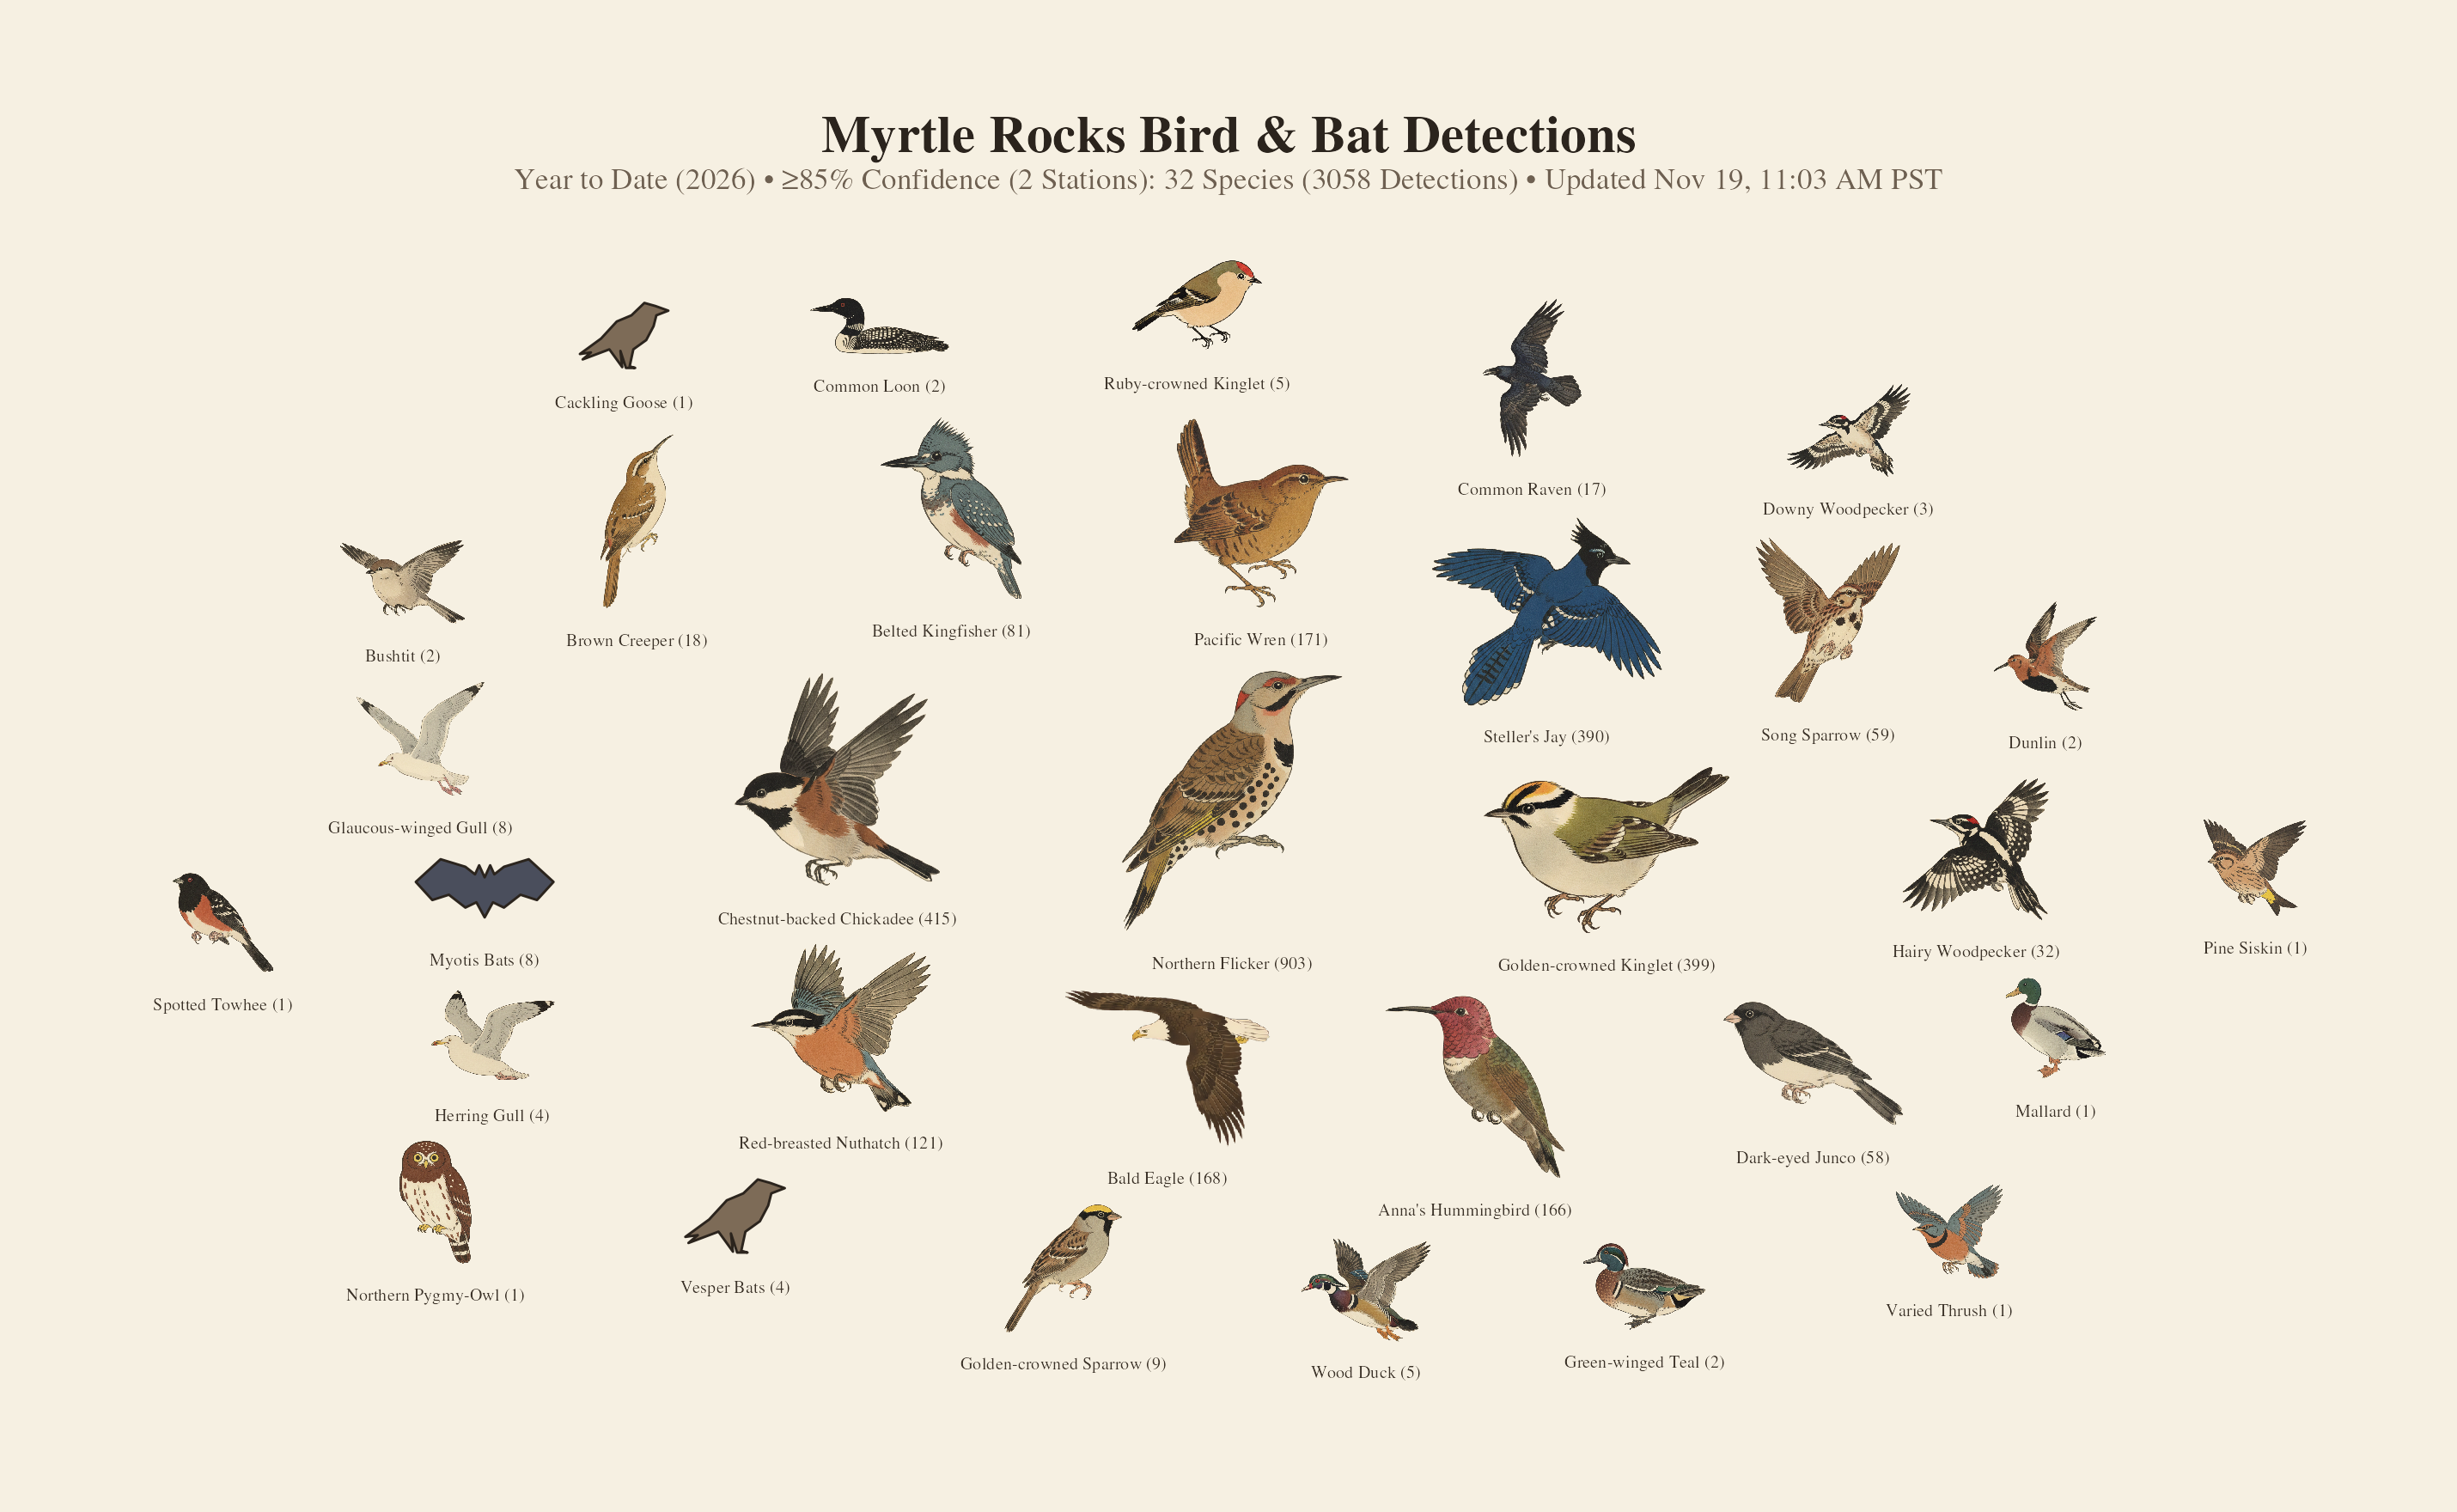 Myrtle Rocks Bird & Bat Detections
Year to Date (2026) • ≥85% Confidence (2 Stations): 32 Species (3058 Detections) • Updated Nov 19, 11:03 AM PST
Cackling Goose (1)
Common Loon (2)
Ruby-crowned Kinglet (5)
Common Raven (17)
Downy Woodpecker (3)
Bushtit (2)
Brown Creeper (18)
Belted Kingfisher (81)
Pacific Wren (171)
Steller's Jay (390)
Song Sparrow (59)
Dunlin (2)
Glaucous-winged Gull (8)
Chestnut-backed Chickadee (415)
Northern Flicker (903)
Golden-crowned Kinglet (399)
Hairy Woodpecker (32)
Pine Siskin (1)
Spotted Towhee (1)
Myotis Bats (8)
Herring Gull (4)
Red-breasted Nuthatch (121)
Bald Eagle (168)
Anna's Hummingbird (166)
Dark-eyed Junco (58)
Mallard (1)
Northern Pygmy-Owl (1)
Vesper Bats (4)
Golden-crowned Sparrow (9)
Wood Duck (5)
Green-winged Teal (2)
Varied Thrush (1)